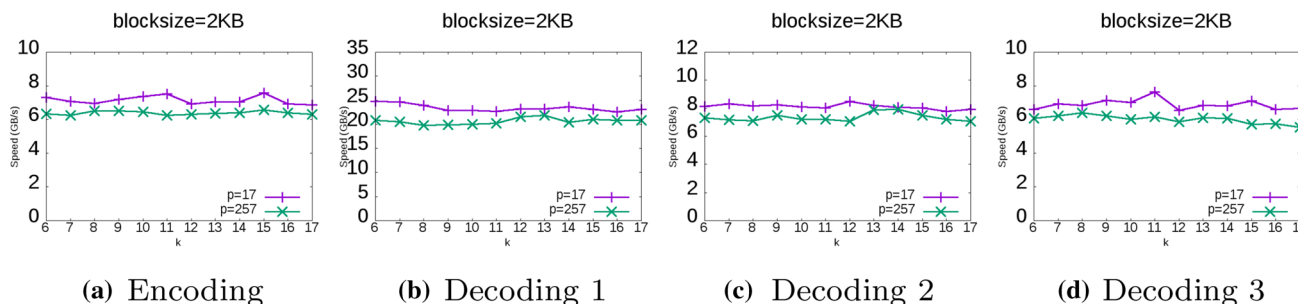 blocksize=2KB
10
8
6
4
2
0
Speed (GB/s)
p=17
p=257
6 7 8 9 10 11 12 13 14 15 16 17
k
(a) Encoding
blocksize=2KB
35
30
25
20
15
10
5
0
Speed (GB/s)
p=17
p=257
6 7 8 9 10 11 12 13 14 15 16 17
k
(b) Decoding 1
blocksize=2KB
12
10
8
6
4
2
0
Speed (GB/s)
p=17
p=257
6 7 8 9 10 11 12 13 14 15 16 17
k
(c) Decoding 2
blocksize=2KB
10
8
6
4
2
0
Speed (GB/s)
p=17
p=257
6 7 8 9 10 11 12 13 14 15 16
k
(d) Decoding 3